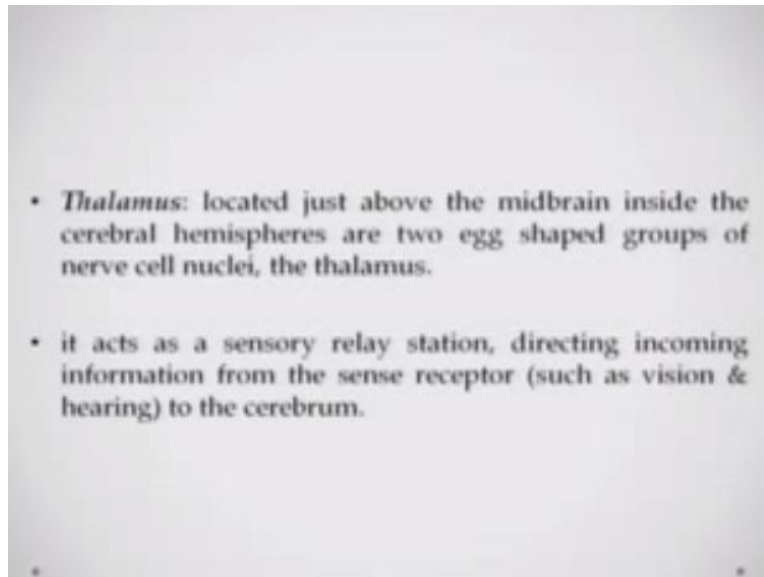 • Thalamus: located just above the midbrain inside the
cerebral hemispheres are two egg shaped groups of
nerve cell nuclei, the thalamus.
• it acts as a sensory relay station, directing incoming
information from the sense receptor (such as vision &
hearing) to the cerebrum.